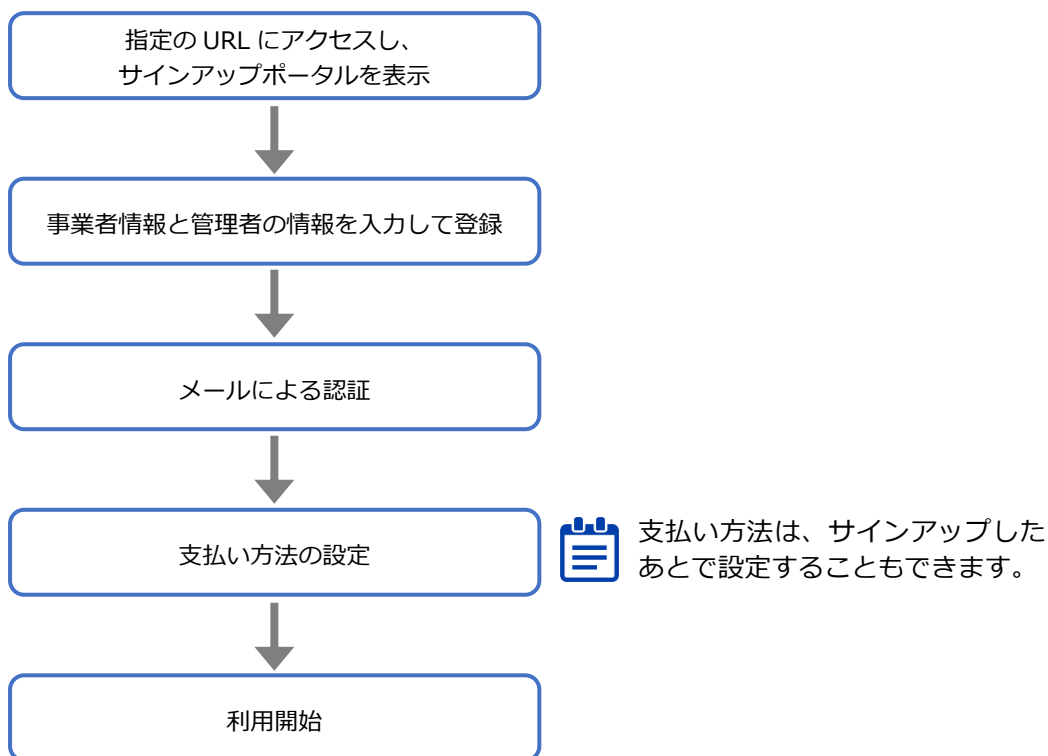 指定の URL にアクセスし、
サインアップポータルを表示
事業者情報と管理者の情報を入力して登録
メールによる認証
支払い方法の設定
支払い方法は、サインアップした
あとで設定することもできます。
利用開始